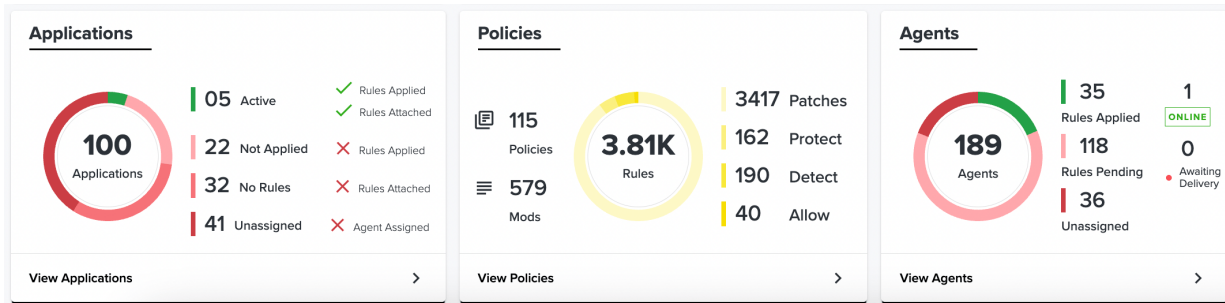 Applications
100
Applications
05 Active
Rules Applied
Rules Attached
22 Not Applied
Rules Applied
32 No Rules
Rules Attached
41 Unassigned
Agent Assigned
View Applications
Policies
115
Policies
579
Mods
3.81K
Rules
3417 Patches
162 Protect
190 Detect
40 Allow
View Policies
Agents
189
Agents
35
Rules Applied
118
Rules Pending
36
Unassigned
1
ONLINE
0
Awaiting
Delivery
View Agents